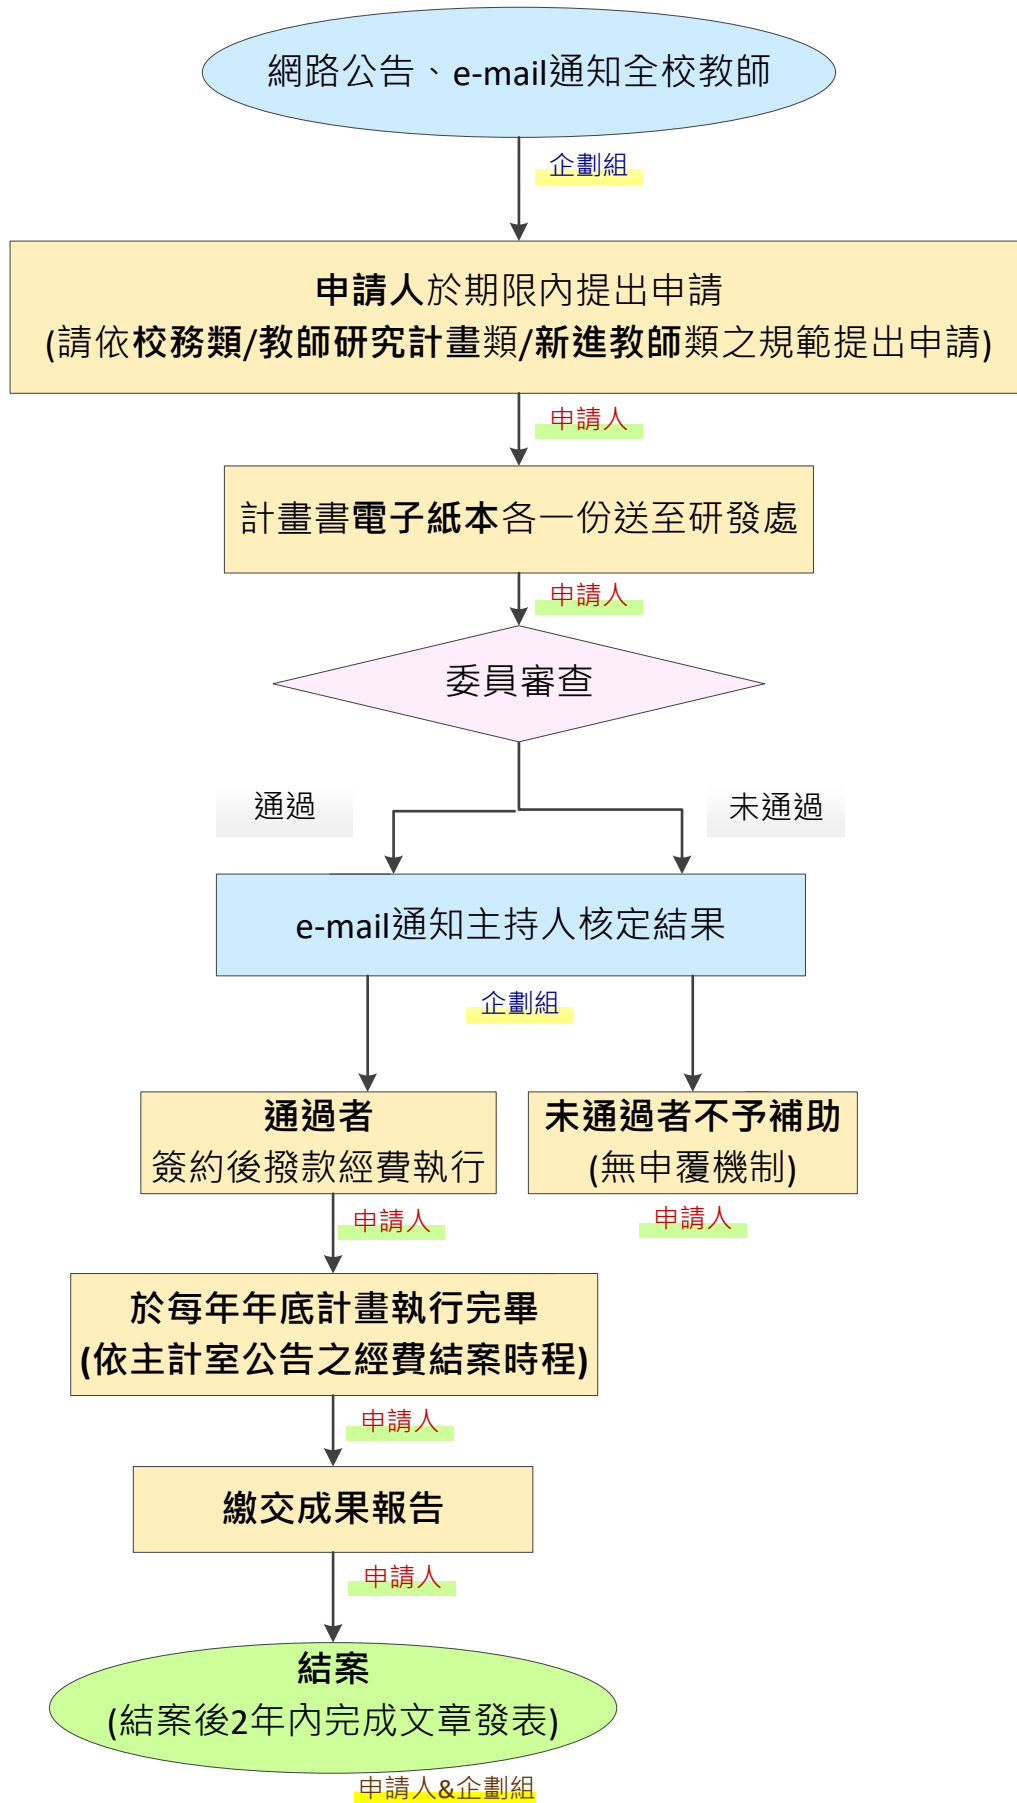 網路公告、e-mail通知全校教師
企劃組
申請人於期限內提出申請
(請依校務類/教師研究計畫類/新進教師類之規範提出申請)
申請人
計畫書電子紙本各一份送至研發處
申請人
委員審查
通過
未通過
e-mail通知主持人核定結果
企劃組
通過者
簽約後撥款經費執行
未通過者不予補助
(無申覆機制)
申請人
申請人
於每年年底計畫執行完畢
(依主計室公告之經費結案時程)
申請人
繳交成果報告
申請人
結案
(結案後2年內完成文章發表)
申請人&企劃組